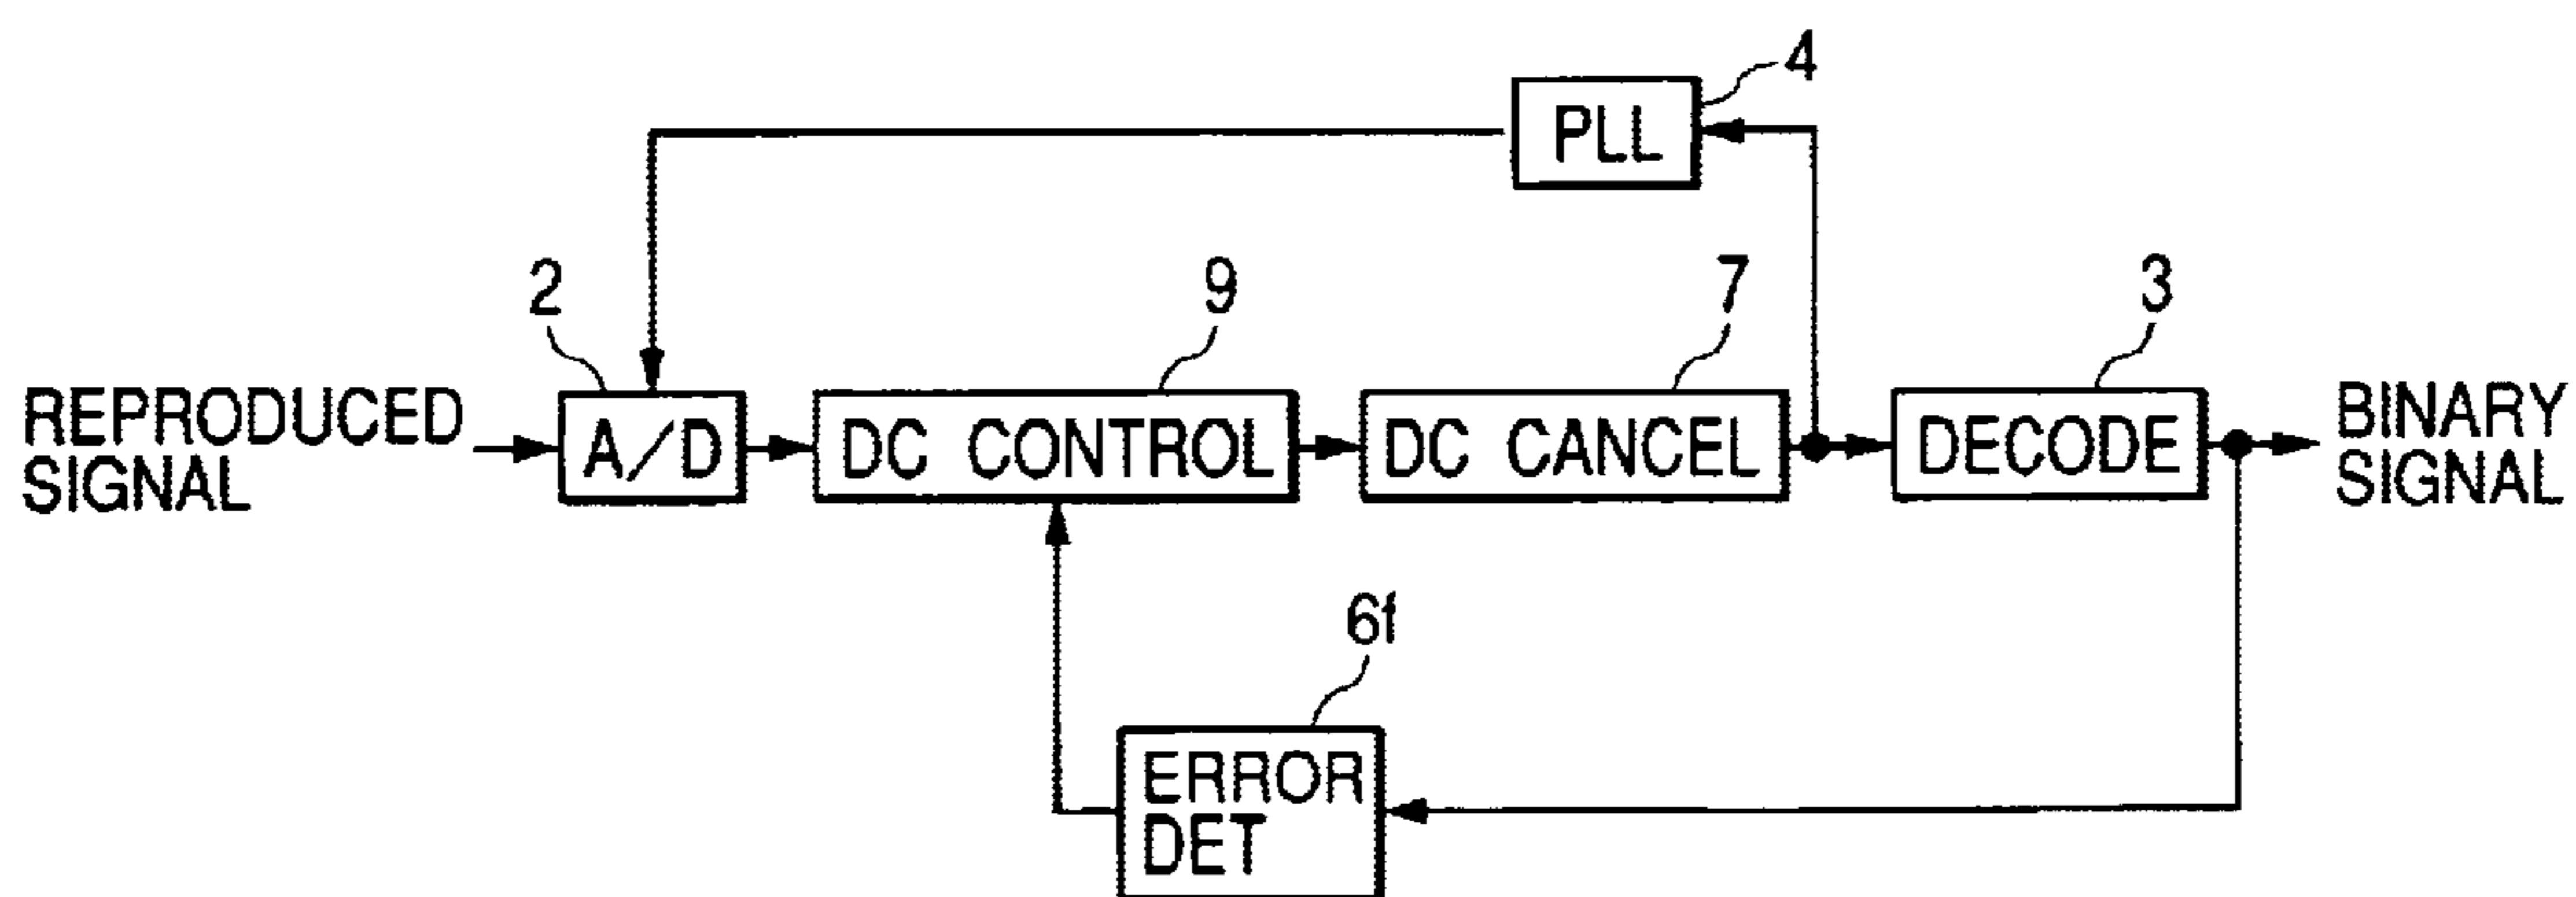 4
PLL
2
9
7
3
REPRODUCED
SIGNAL
A/D
DC CONTROL
DC CANCEL
DECODE
BINARY
SIGNAL
6f
ERROR
DET